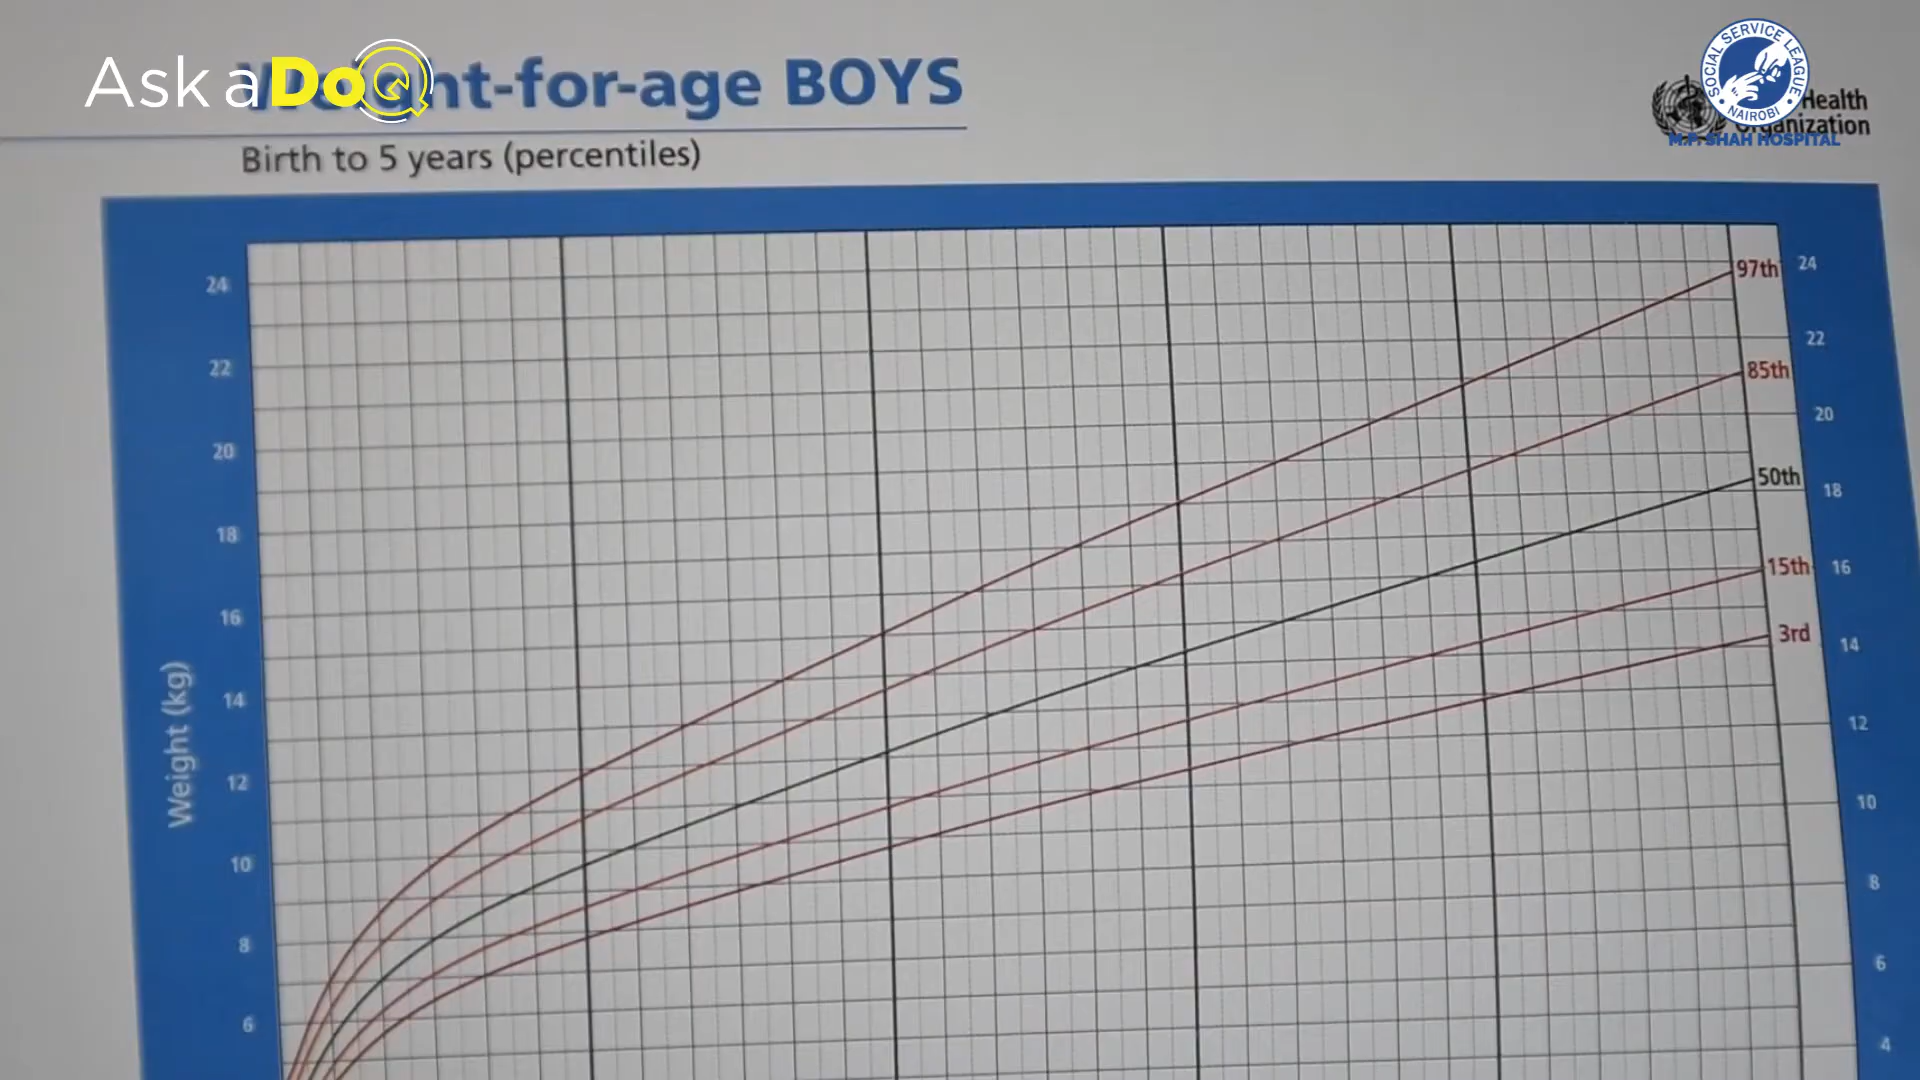 Ask a DoQ
Weight-for-age BOYS
Birth to 5 years (percentiles)
SOCIAL SERVICE LEAGUE
NAIROBI
M.P. SHAH HOSPITAL
Health
Organization
Weight (kg)
24
22
20
18
16
14
12
10
8
6
97th
85th
50th
15th
3rd
24
22
20
18
16
14
12
10
8
6
4